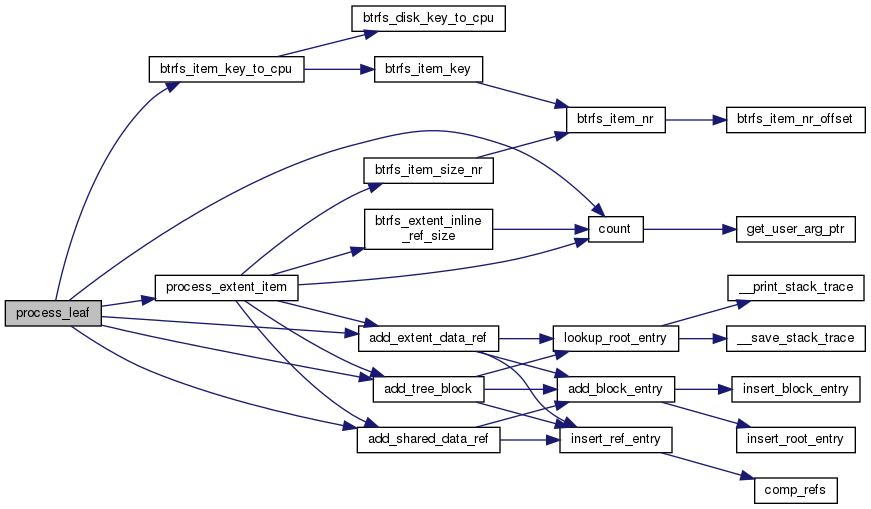 btrfs_disk_key_to_cpu
btrfs_item_key_to_cpu
btrfs_item_key
btrfs_item_nr
btrfs_item_nr_offset
btrfs_item_size_nr
btrfs_extent_inline
_ref_size
count
get_user_arg_ptr
process_extent_item
__print_stack_trace
process_leaf
add_extent_data_ref
lookup_root_entry
__save_stack_trace
add_tree_block
add_block_entry
insert_block_entry
add_shared_data_ref
insert_ref_entry
insert_root_entry
comp_refs